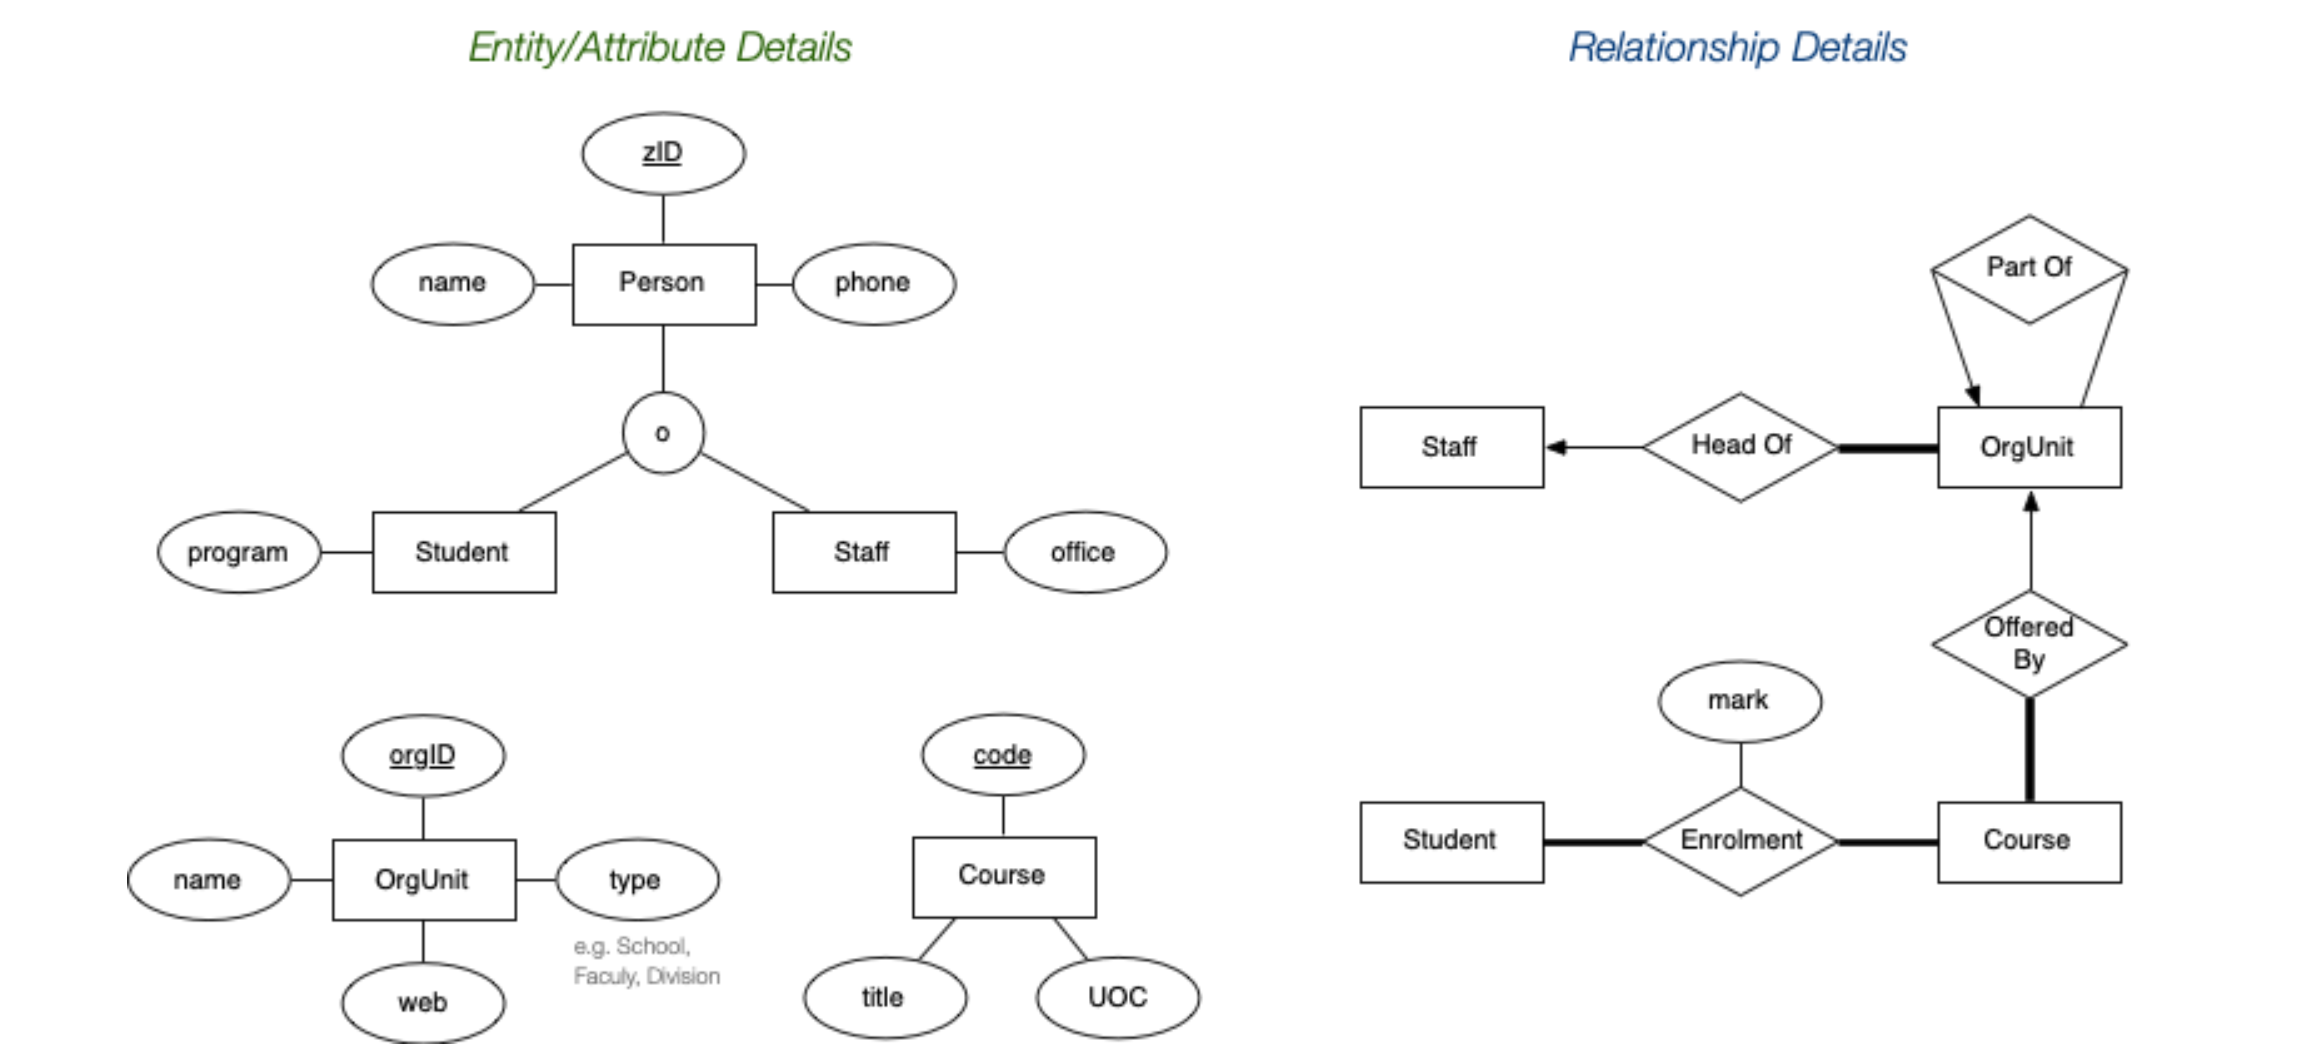 Entity/Attribute Details
Relationship Details
zID
name
Person
phone
o
program
Student
Staff
office
orgID
name
OrgUnit
type
e.g. School,
Faculy, Division
web
code
Course
title
UOC
Part Of
Staff
Head Of
OrgUnit
Offered
By
mark
Student
Enrolment
Course